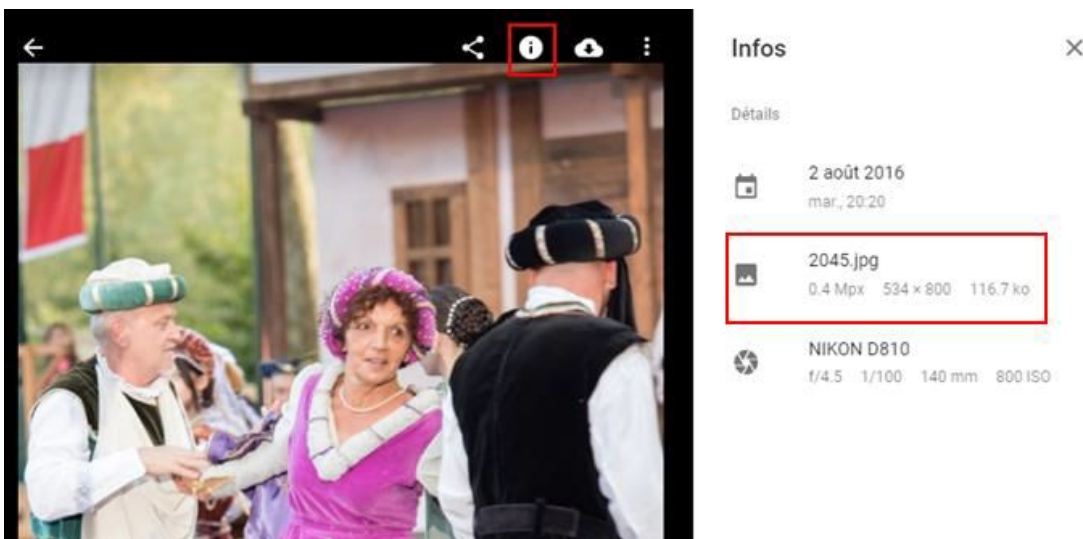 Infos
Détails
2 août 2016
mar., 20:20
2045.jpg
0.4 Mpx 534 × 800 116.7 ko
NIKON D810
f/4.5 1/100 140 mm 800 ISO